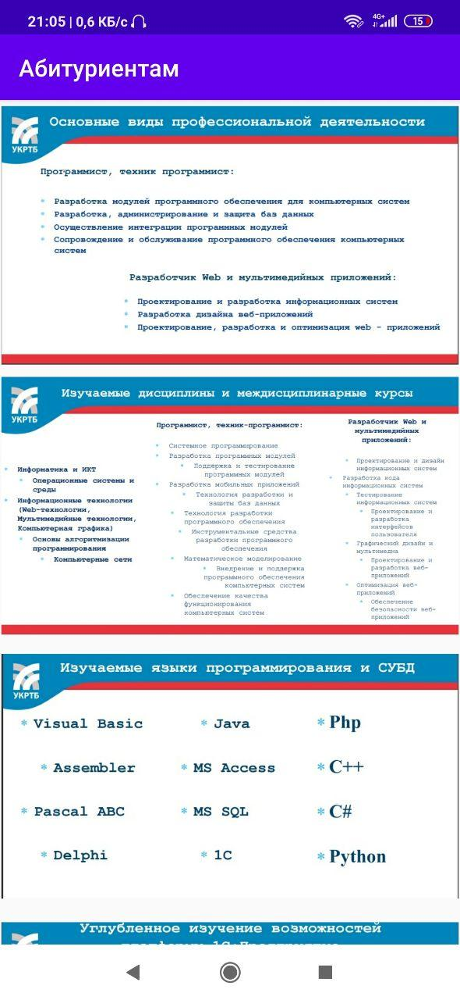 21:05 | 0,6 КБ/с
4G+
15
Абитуриентам
Основные виды профессиональной деятельности
УКРТБ
Программист, техник программист:
* Разработка модулей программного обеспечения для компьютерных систем
* Разработка, администрирование и защита баз данных
* Осуществление интеграции программных модулей
* Сопровождение и обслуживание программного обеспечения компьютерных
систем
Разработчик Web и мультимедийных приложений:
* Проектирование и разработка информационных систем
* Разработка дизайна веб-приложений
* Проектирование, разработка и оптимизация web - приложений
Изучаемые дисциплины и междисциплинарные курсы
УКРТБ
* Информатика и ИКТ
* Операционные системы и
среды
* Информационные технологии
(Web-технологии,
Мультимедийные технологии,
Компьютерная графика)
* Основы алгоритмизации
программирования
* Компьютерные сети
Программист, техник-программист:
* Системное программирование
* Разработка программных модулей
* Поддержка и тестирование
программных модулей
* Разработка мобильных приложений
* Технология разработки и
защиты баз данных
* Технология разработки
программного обеспечения
* Инструментальные средства
разработки программного
обеспечения
* Математическое моделирование
* Внедрение и поддержка
программного обеспечения
компьютерных систем
* Обеспечение качества
функционирования
компьютерных систем
Разработчик Web и
мультимедийных
приложений:
* Проектирование и дизайн
информационных систем
* Разработка кода
информационных систем
* Тестирование
информационных систем
* Проектирование и
разработка
интерфейсов
пользователя
* Графический дизайн и
мультимедиа
* Проектирование и
разработка веб-
приложений
* Оптимизация веб-
приложений
* Обеспечение
безопасности веб-
приложений
Изучаемые языки программирования и СУБД
УКРТБ
* Visual Basic
* Java
* Php
* Assembler
* MS Access
* C++
* Pascal ABC
* MS SQL
* C#
* Delphi
* 1C
* Python
Углубленное изучение возможностей